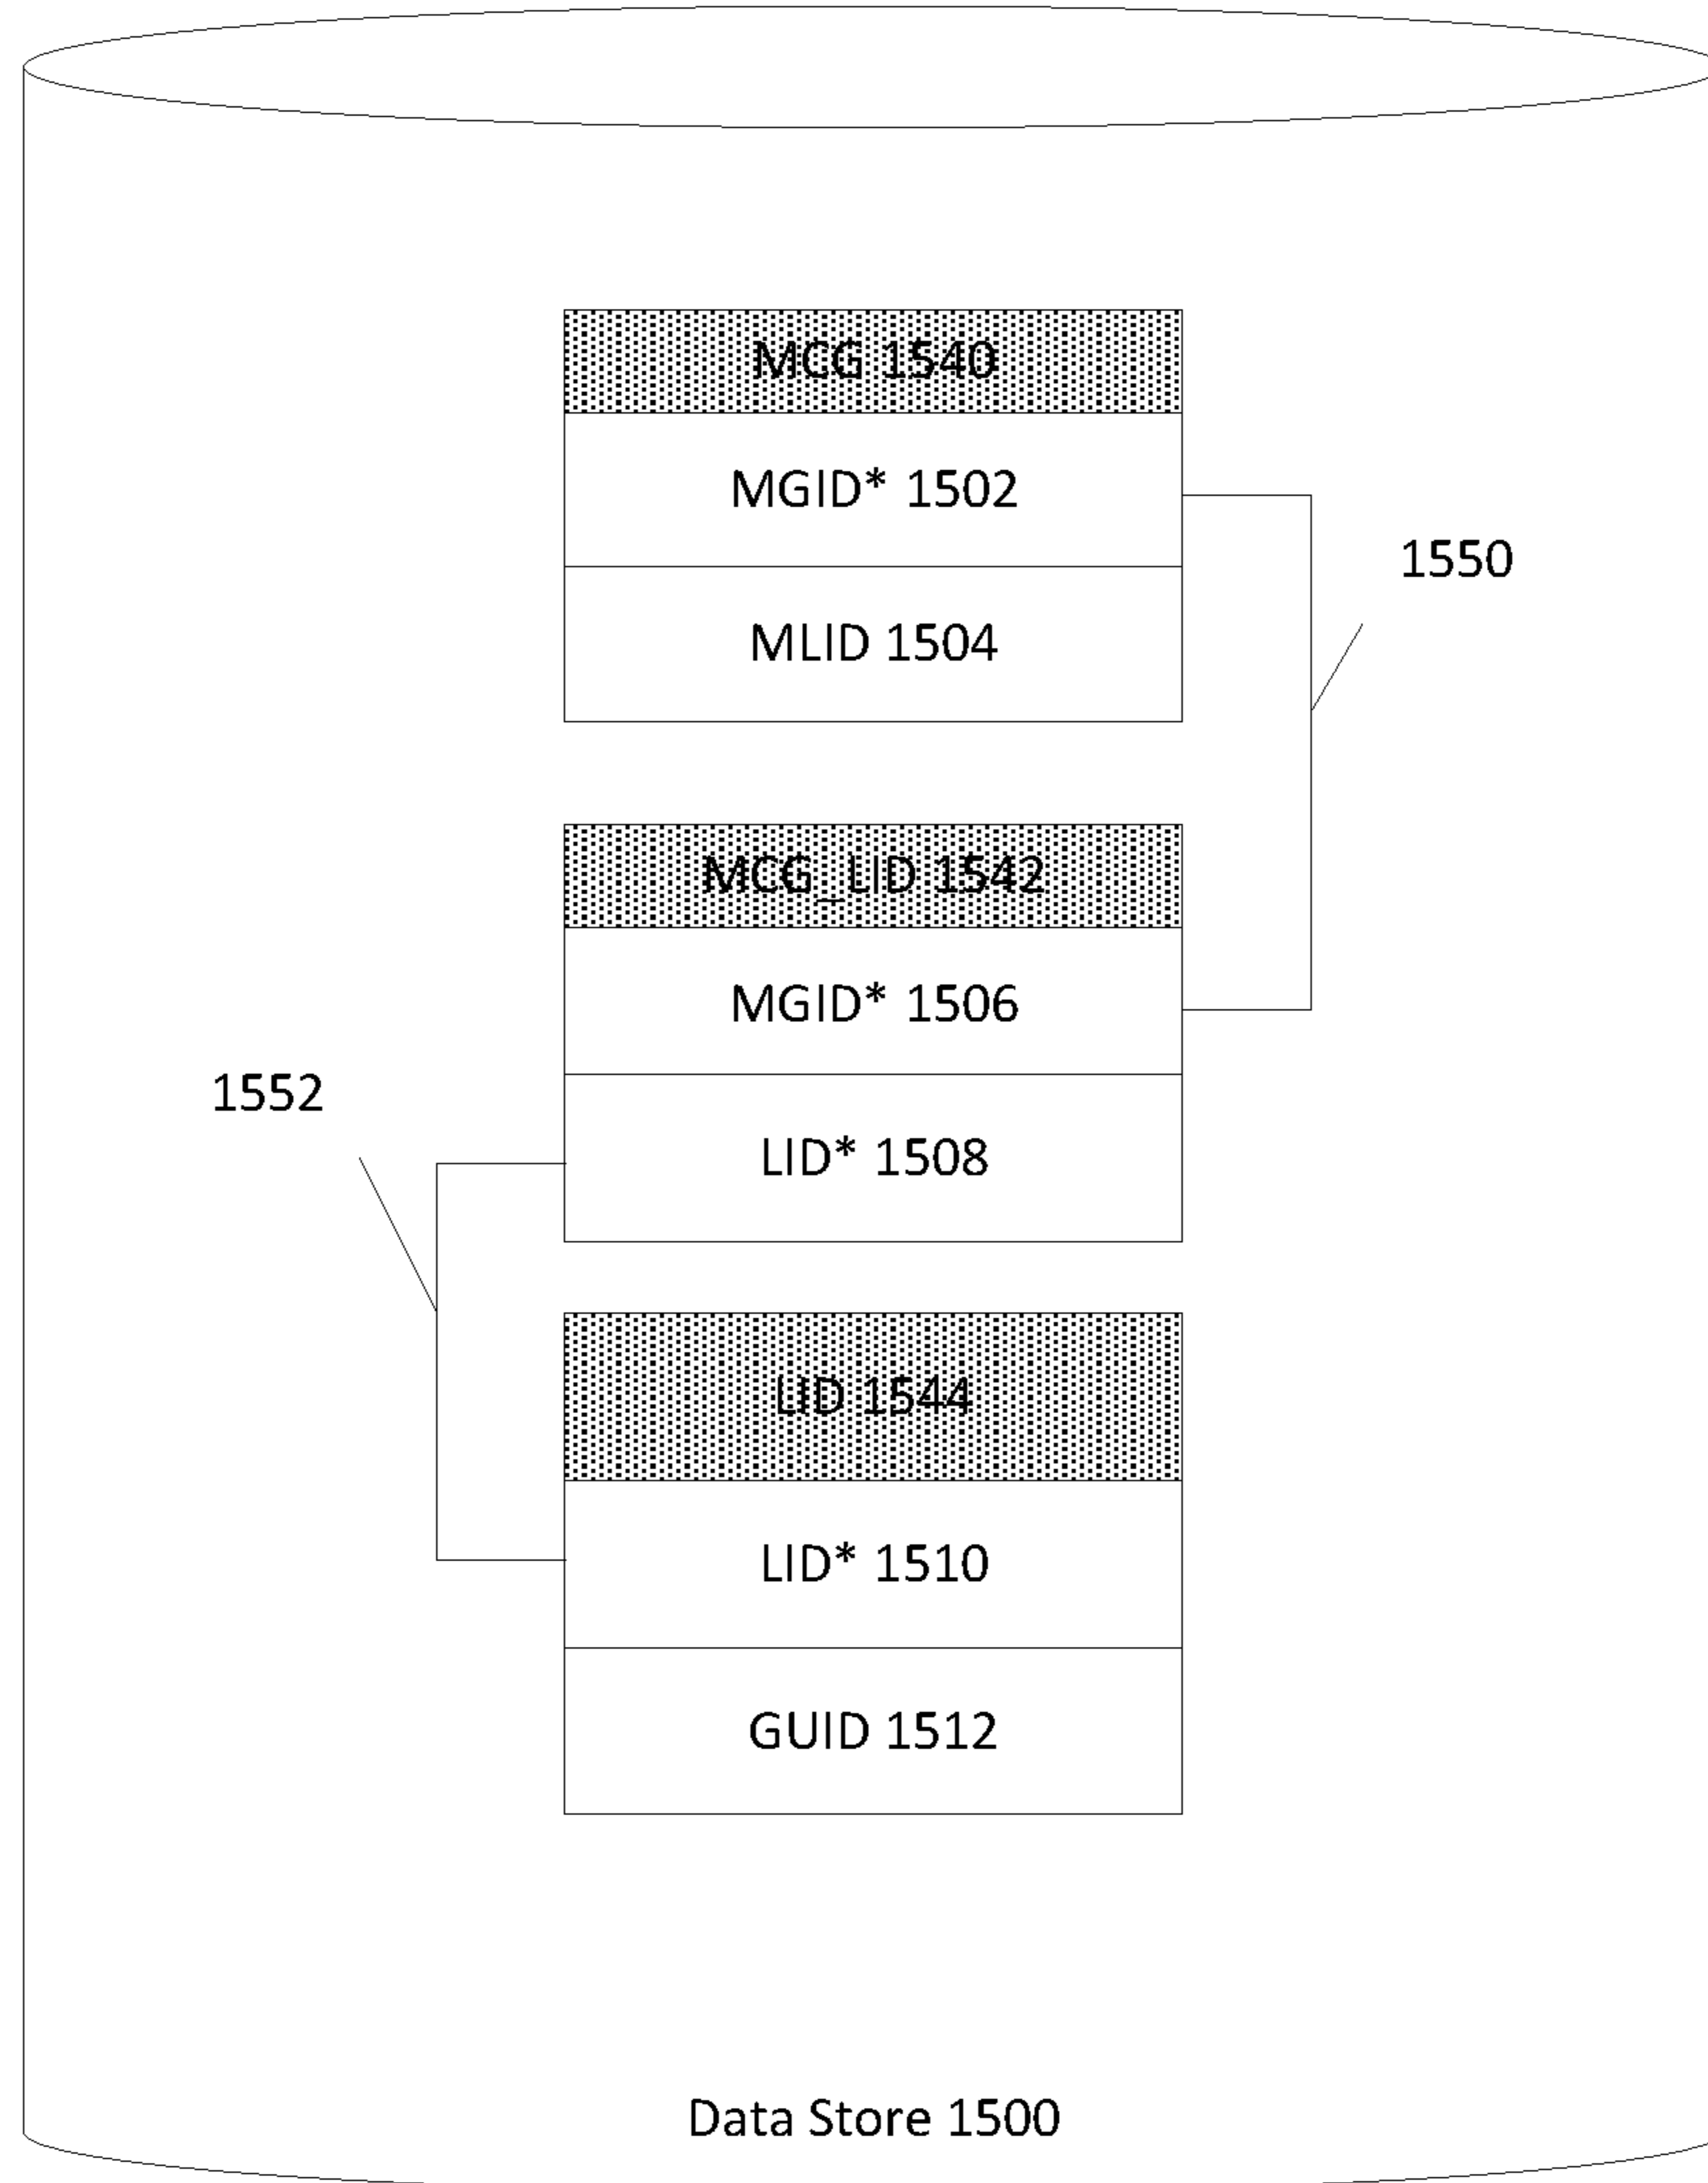 MCG 1540
MGID* 1502
1550
MLID 1504
MCG_LID 1542
MGID* 1506
1552
LID* 1508
LID 1544
LID* 1510
GUID 1512
Data Store 1500